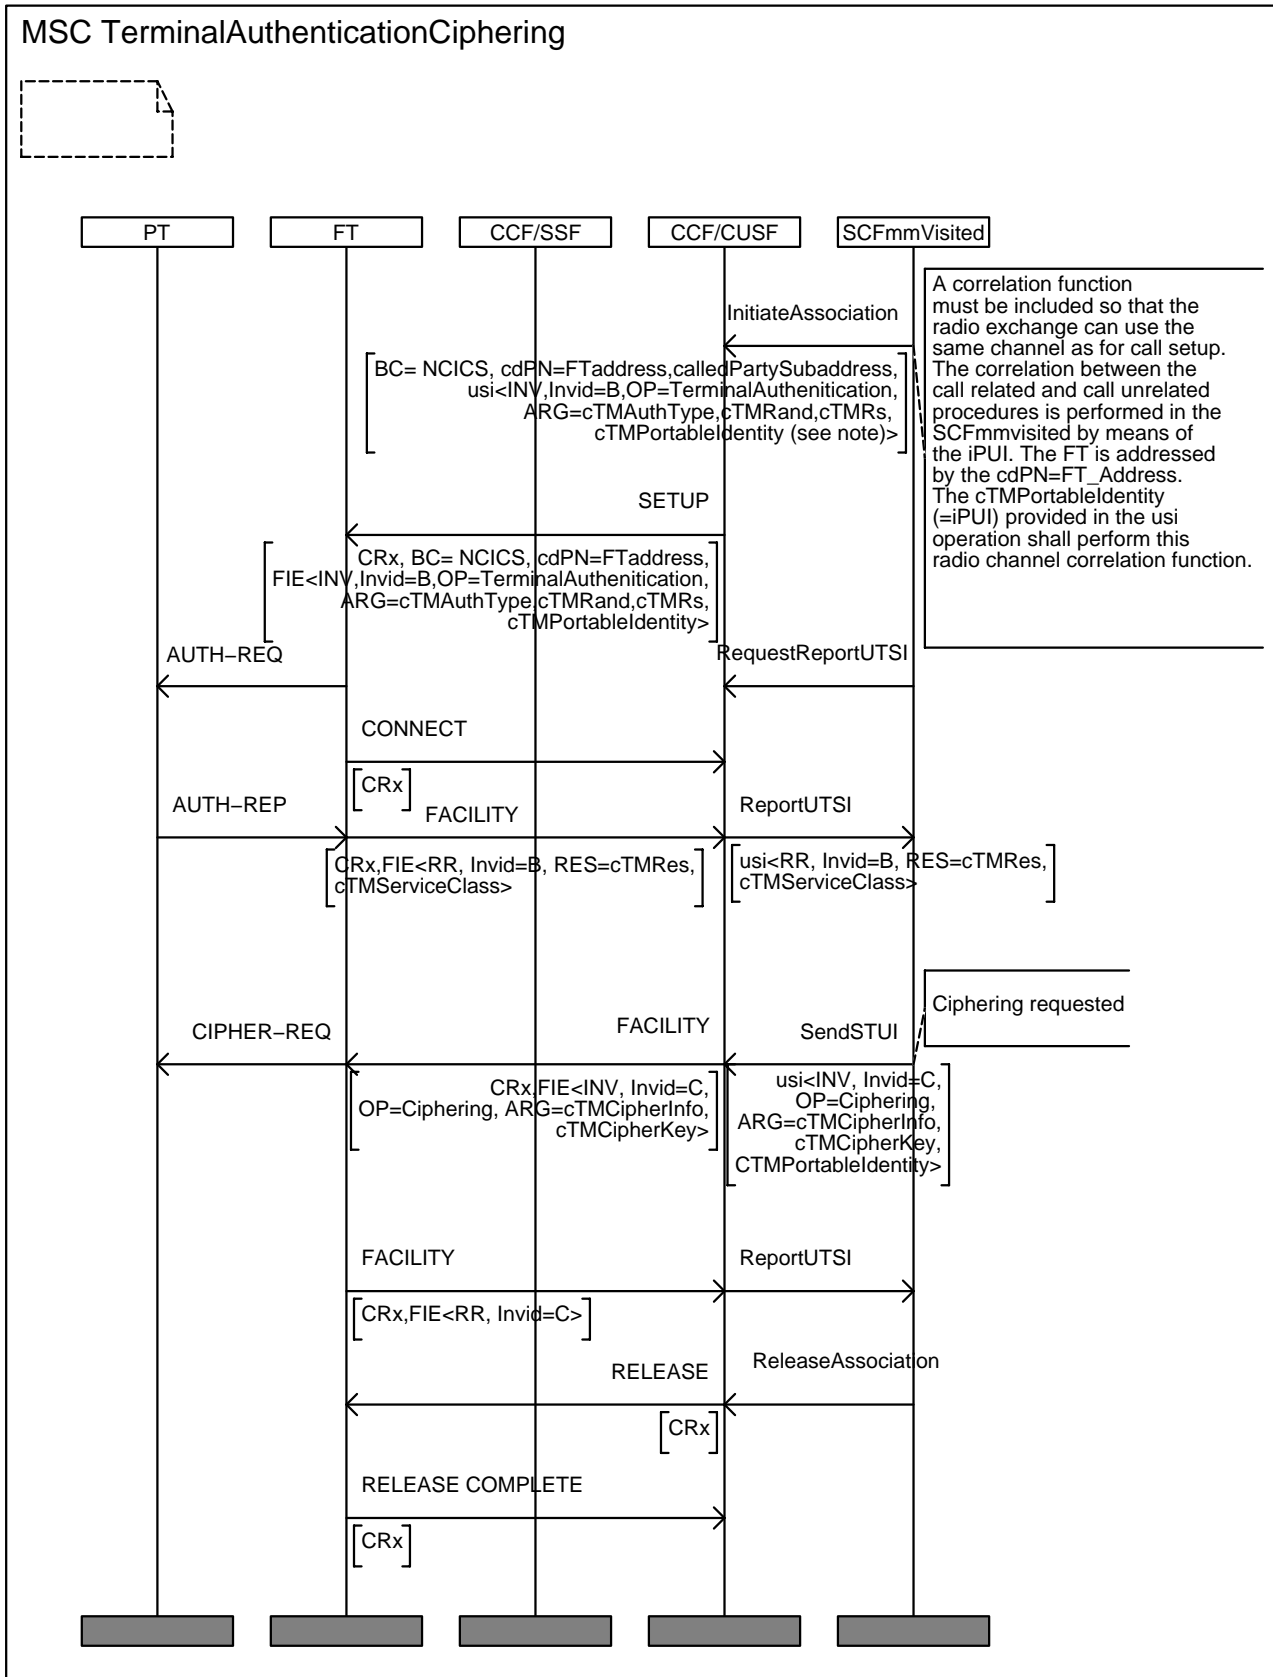 MSC TerminalAuthenticationCiphering
PT
FT
CCF/SSF
CCF/CUSF
SCFmmVisited
InitiateAssociation
BC= NCICS, cdPN=FTaddress,calledPartySubaddress,
usi<INV,Invid=B,OP=TerminalAuthenitication,
ARG=cTMAuthType,cTMRand,cTMRs,
cTMPortableIdentity (see note)>
A correlation function
must be included so that the
radio exchange can use the
same channel as for call setup.
The correlation between the
call related and call unrelated
procedures is performed in the
SCFmmvisited by means of
the iPUI. The FT is addressed
by the cdPN=FT_Address.
The cTMPortableIdentity
(=iPUI) provided in the usi
operation shall perform this
radio channel correlation function.
SETUP
CRx, BC= NCICS, cdPN=FTaddress,
FIE<INV,Invid=B,OP=TerminalAuthenitication,
ARG=cTMAuthType,cTMRand,cTMRs,
cTMPortableIdentity>
AUTH−REQ
RequestReportUTSI
CONNECT
CRx
AUTH−REP
FACILITY
ReportUTSI
CRx,FIE<RR, Invid=B, RES=cTMRes,
cTMServiceClass>
usi<RR, Invid=B, RES=cTMRes,
cTMServiceClass>
Ciphering requested
CIPHER−REQ
FACILITY
SendSTUI
CRx,FIE<INV, Invid=C,
OP=Ciphering, ARG=cTMCipherInfo,
cTMCipherKey>
usi<INV, Invid=C,
OP=Ciphering,
ARG=cTMCipherInfo,
cTMCipherKey,
CTMPortableIdentity>
FACILITY
ReportUTSI
CRx,FIE<RR, Invid=C>
RELEASE
ReleaseAssociation
CRx
RELEASE COMPLETE
CRx